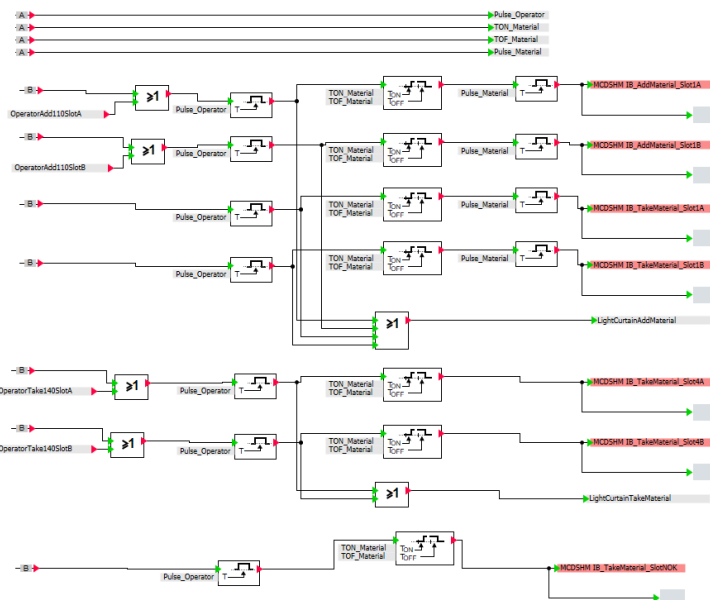 A Pulse_Operator
A TON_Material
A TOF_Material
A Pulse_Material
B ≥1 TON_Material TON TOFF Pulse_Material T MCDSHM IB_AddMaterial_Slot1A
OperatorAdd110SlotA Pulse_Operator T TOF_Material
B ≥1 TON_Material TON TOFF Pulse_Material T MCDSHM IB_AddMaterial_Slot1B
OperatorAdd110SlotB Pulse_Operator T TOF_Material
B Pulse_Operator T TON_Material TON TOFF Pulse_Material T MCDSHM IB_TakeMaterial_Slot1A
TOF_Material
B Pulse_Operator T TON_Material TON TOFF Pulse_Material T MCDSHM IB_TakeMaterial_Slot1B
TOF_Material
≥1 LightCurtainAddMaterial
B ≥1 TON_Material TON TOFF MCDSHM IB_TakeMaterial_Slot4A
OperatorTake140SlotA Pulse_Operator T TOF_Material
B ≥1 TON_Material TON TOFF MCDSHM IB_TakeMaterial_Slot4B
OperatorTake140SlotB Pulse_Operator T TOF_Material
≥1 LightCurtainTakeMaterial
TON_Material TON TOFF
TOF_Material
B Pulse_Operator T MCDSHM IB_TakeMaterial_SlotNOK